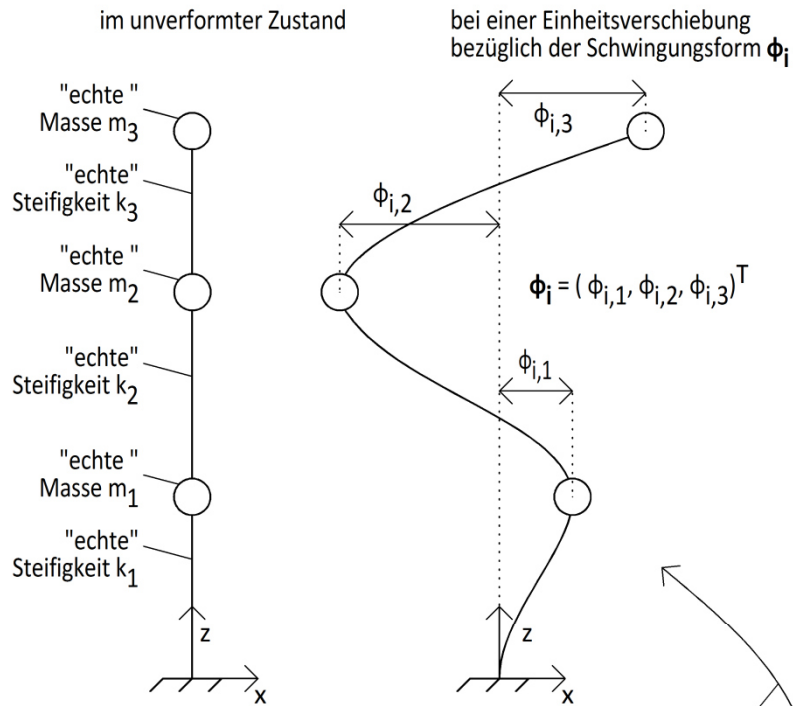 im unverformter Zustand
bei einer Einheitsverschiebung
bezüglich der Schwingungsform ϕi
"echte "
Masse m3
"echte"
Steifigkeit k3
"echte "
Masse m2
"echte"
Steifigkeit k2
"echte "
Masse m1
"echte"
Steifigkeit k1
z
x
ϕi,3
ϕi,2
ϕi = ( ϕi,1, ϕi,2, ϕi,3)T
ϕi,1
z
x